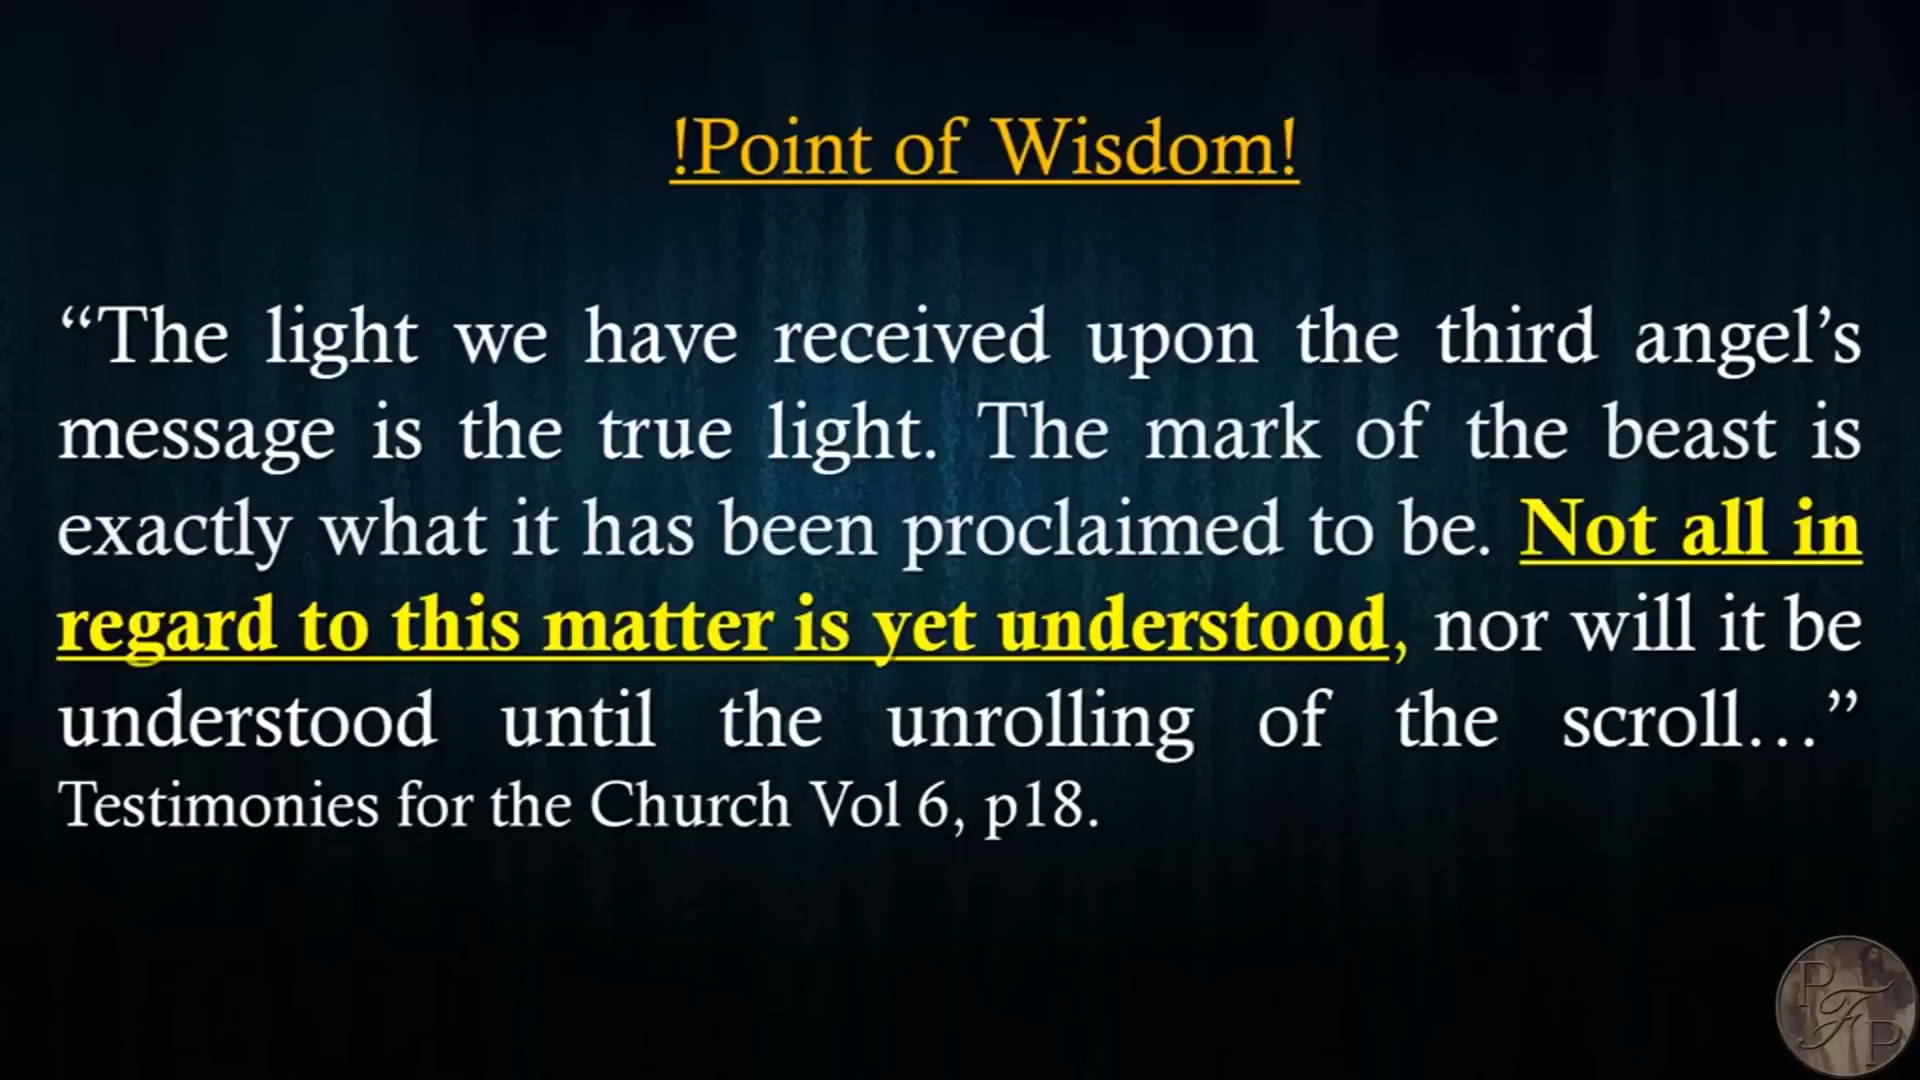 !Point of Wisdom!
“The light we have received upon the third angel’s
message is the true light. The mark of the beast is
exactly what it has been proclaimed to be. Not all in
regard to this matter is yet understood, nor will it be
understood until the unrolling of the scroll…”
Testimonies for the Church Vol 6, p18.
P
F
P